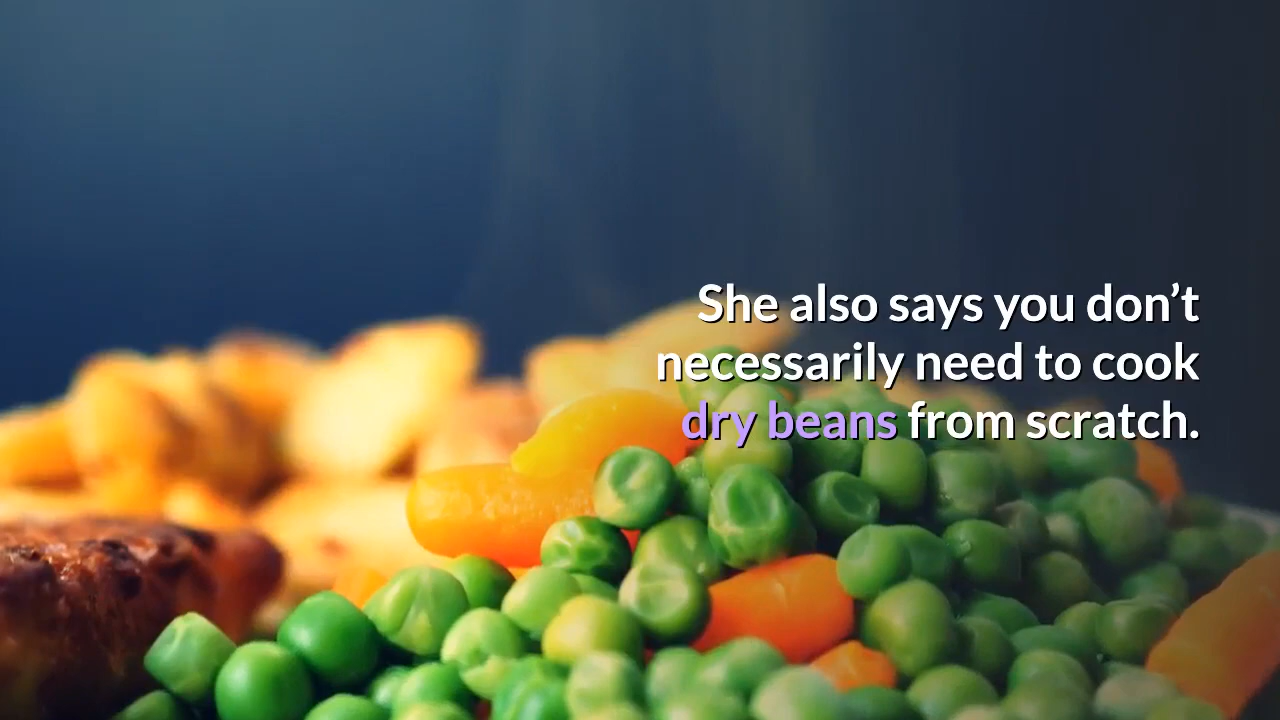 She also says you don’t
necessarily need to cook
dry beans from scratch.